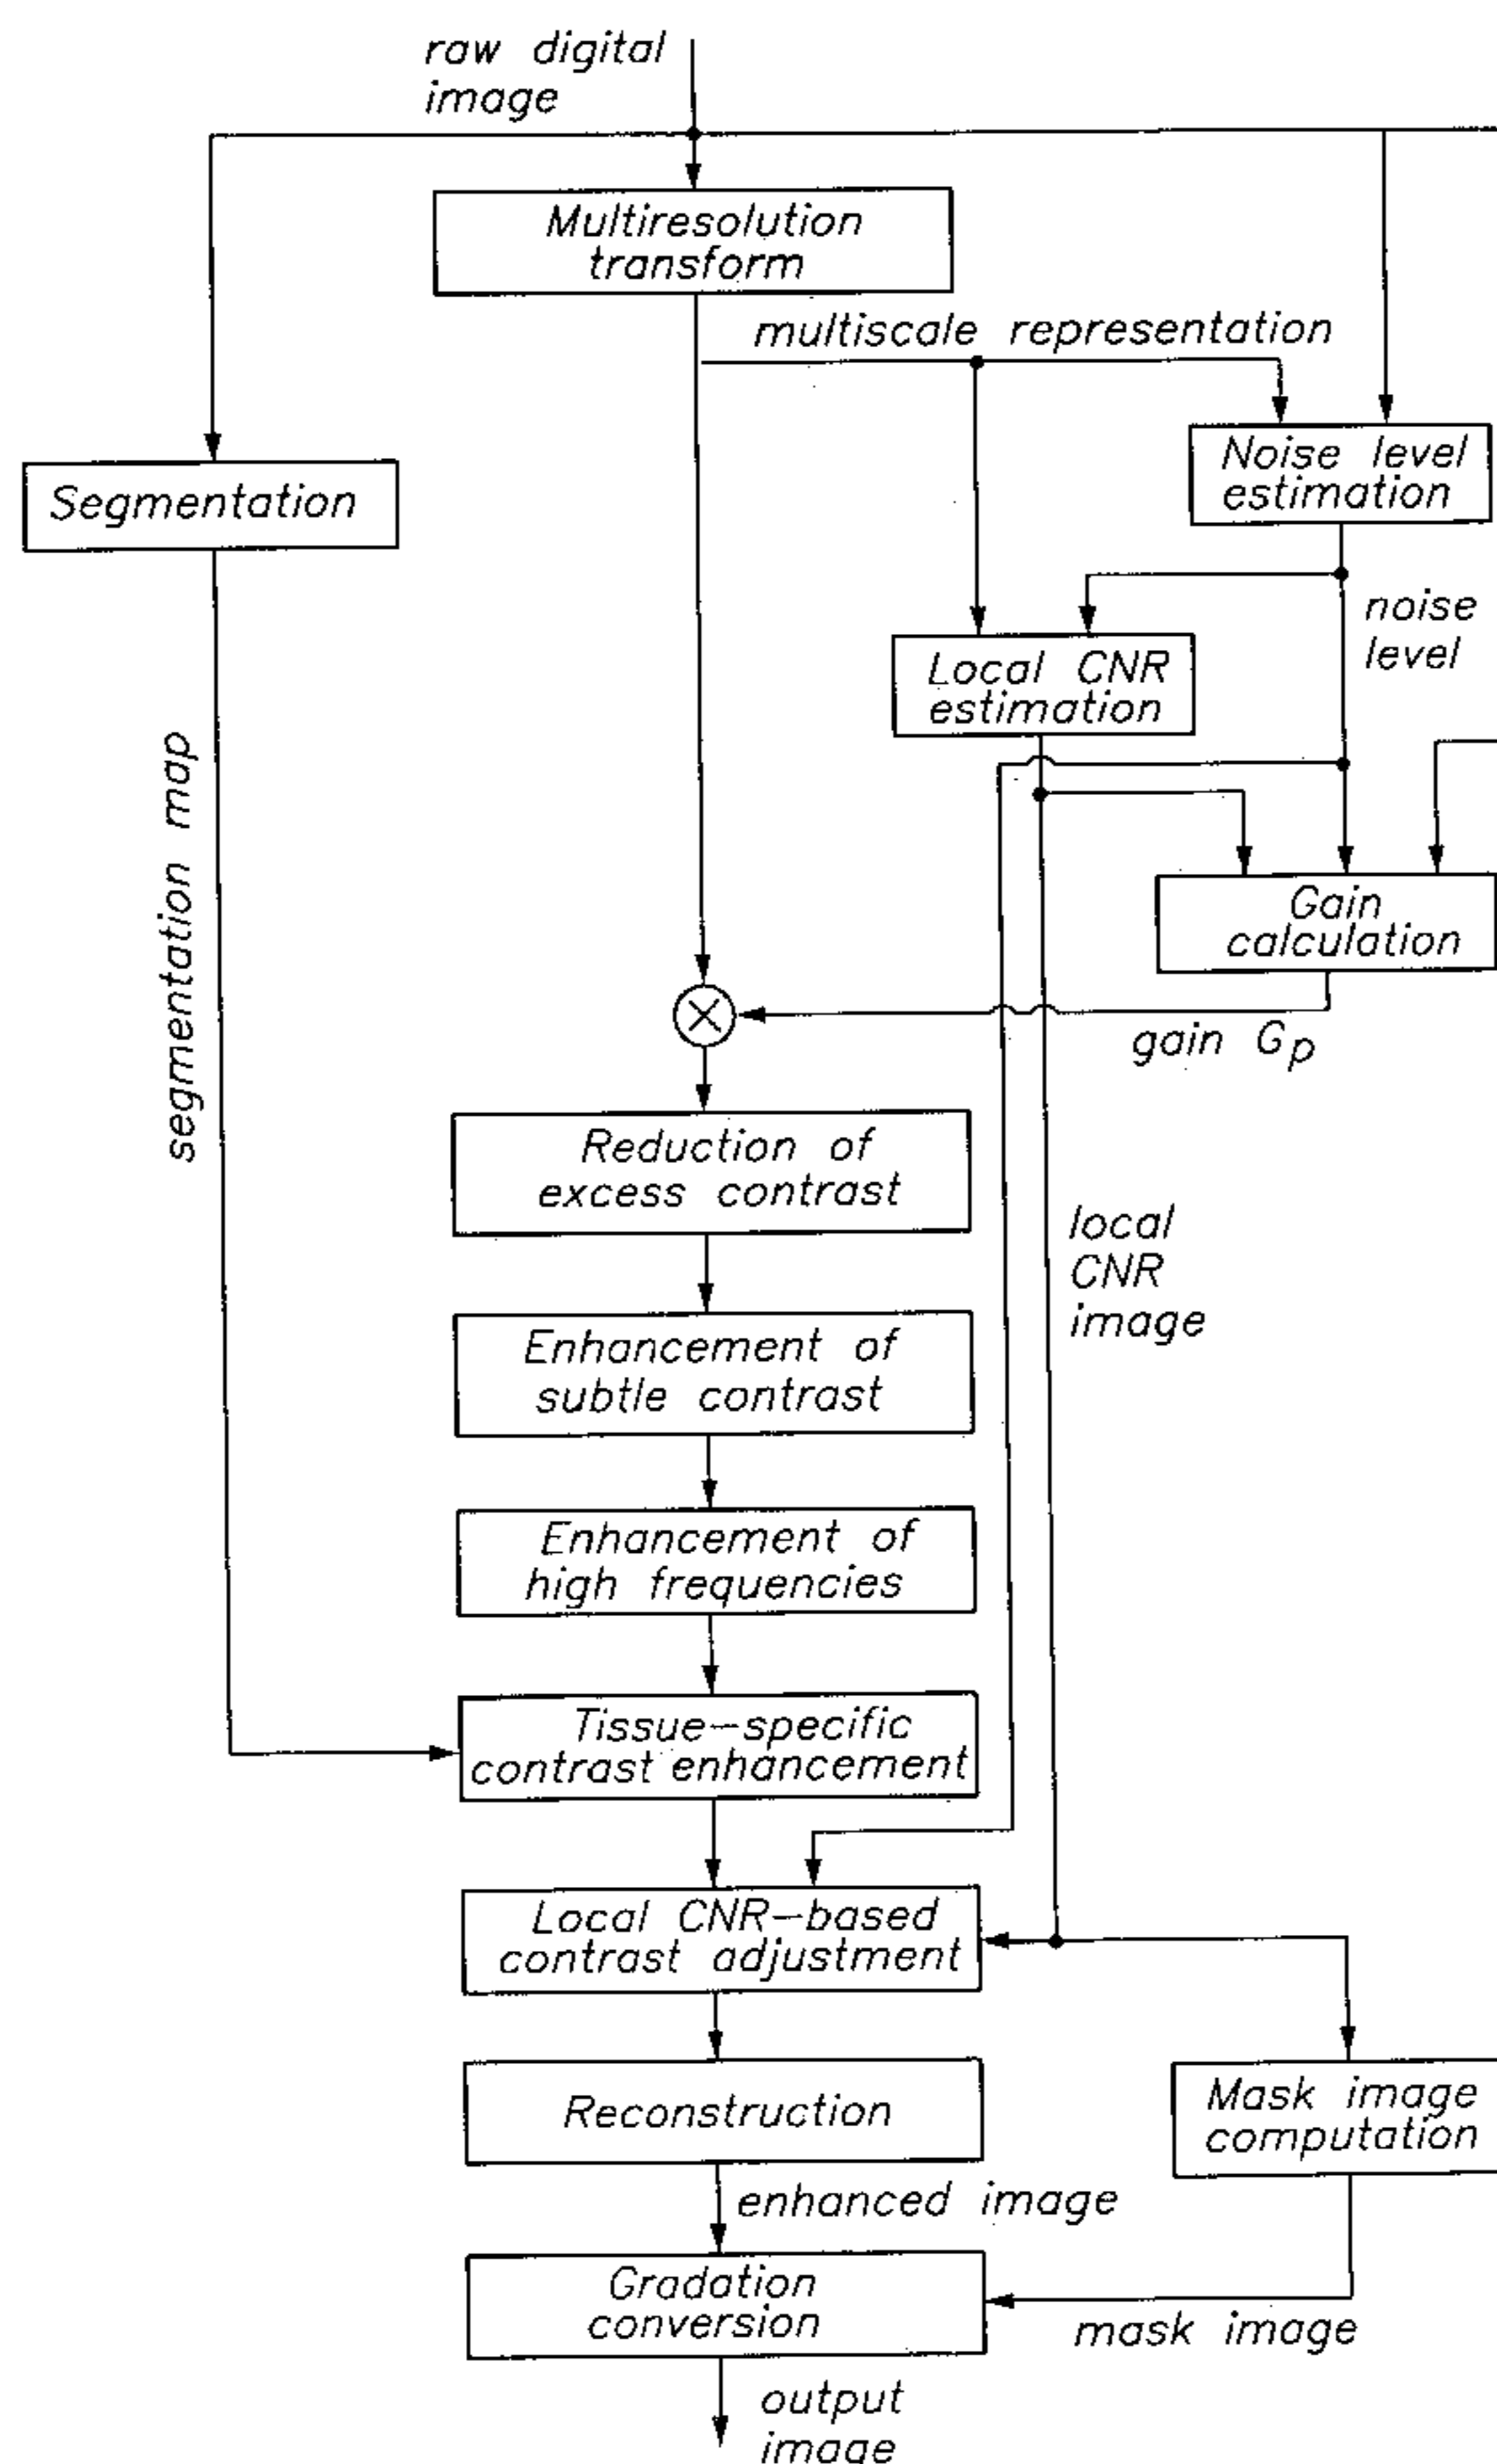 raw digital
image
Multiresolution
transform
multiscale representation
Noise level
estimation
Segmentation
noise
level
Local CNR
estimation
segmentation map
Gain
calculation
gain Gp
Reduction of
excess contrast
local
CNR
image
Enhancement of
subtle contrast
Enhancement of
high frequencies
Tissue-specific
contrast enhancement
Local CNR-based
contrast adjustment
Reconstruction
Mask image
computation
enhanced image
Gradation
conversion
mask image
output
image